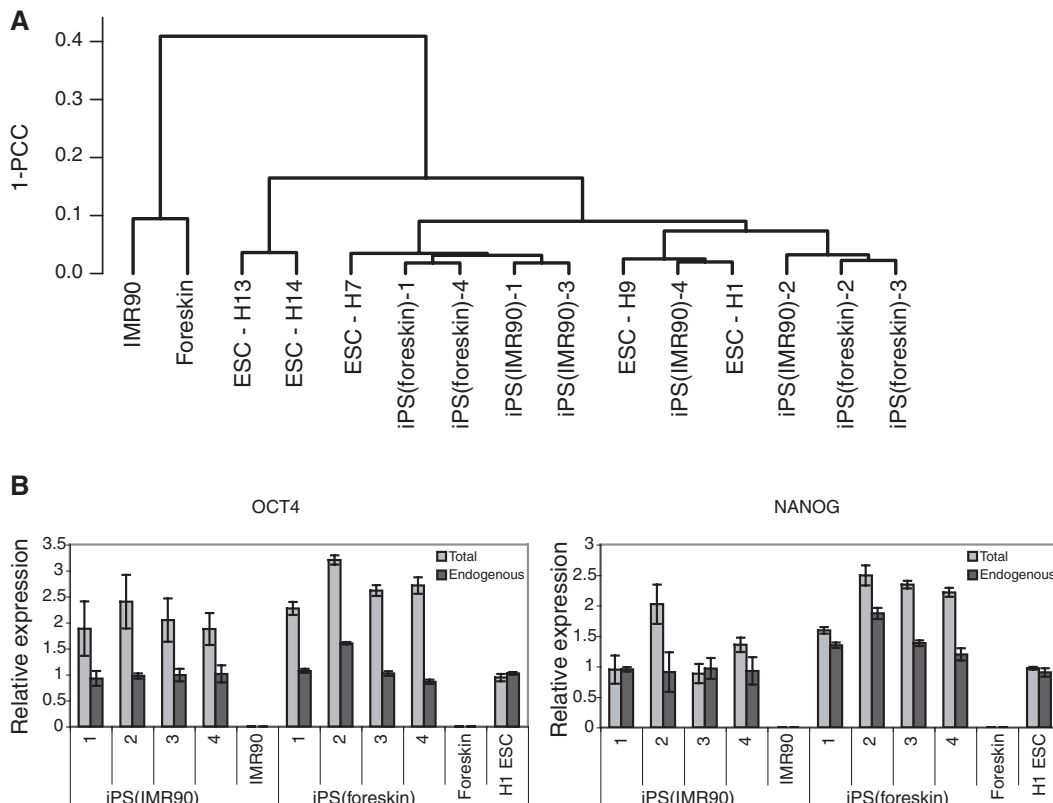 A
1-PCC
0.4
0.3
0.2
0.1
0.0
IMR90
Foreskin
ESC - H13
ESC - H14
ESC - H7
iPS(foreskin)-1
iPS(foreskin)-4
iPS(IMR90)-1
iPS(IMR90)-3
ESC - H9
iPS(IMR90)-4
ESC - H1
iPS(IMR90)-2
iPS(foreskin)-2
iPS(foreskin)-3
B
OCT4
Relative expression
3.5
3
2.5
2
1.5
1
0.5
0
Total
Endogenous
1
2
3
4
IMR90
1
2
3
4
Foreskin
H1 ESC
iPS(IMR90)
iPS(foreskin)
NANOG
Relative expression
3
2.5
2
1.5
1
0.5
0
Total
Endogenous
1
2
3
4
IMR90
1
2
3
4
Foreskin
H1 ESC
iPS(IMR90)
iPS(foreskin)